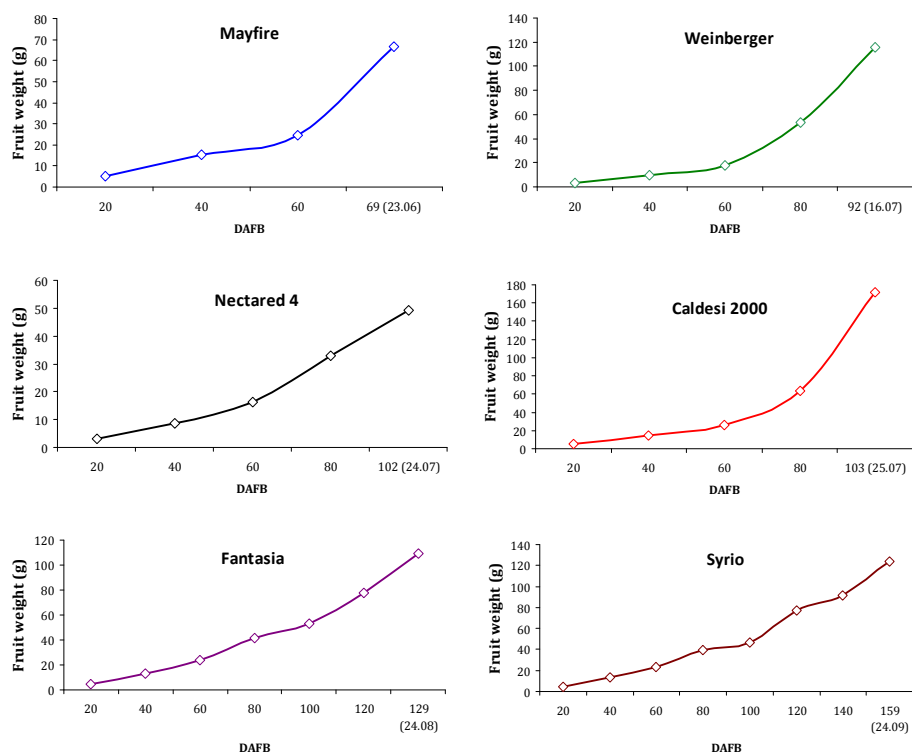 Mayfire
Fruit weight (g)
80
70
60
50
40
30
20
10
0
20 40 60 69 (23.06)
DAFB
Weinberger
Fruit weight (g)
140
120
100
80
60
40
20
0
20 40 60 80 92 (16.07)
DAFB
Nectared 4
Fruit weight (g)
60
50
40
30
20
10
0
20 40 60 80 102 (24.07)
DAFB
Caldesi 2000
Fruit weight (g)
180
160
140
120
100
80
60
40
20
0
20 40 60 80 103 (25.07)
DAFB
Fantasia
Fruit weight (g)
120
100
80
60
40
20
0
20 40 60 80 100 120 129
(24.08)
DAFB
Syrio
Fruit weight (g)
140
120
100
80
60
40
20
0
20 40 60 80 100 120 140 159
(24.09)
DAFB